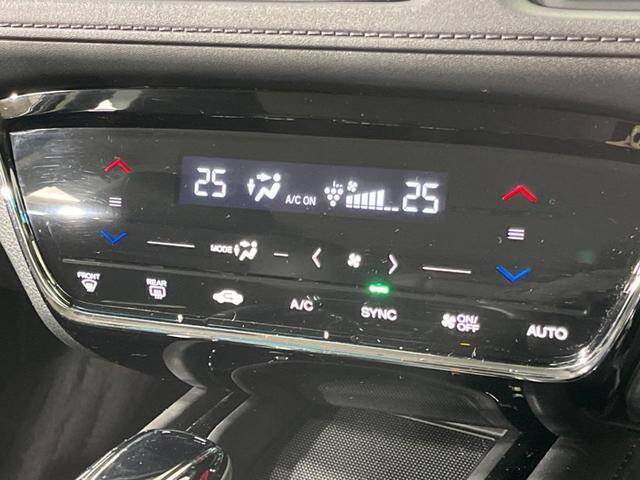 25 A/C ON 25
MODE
FRONT REAR A/C SYNC ON/OFF AUTO